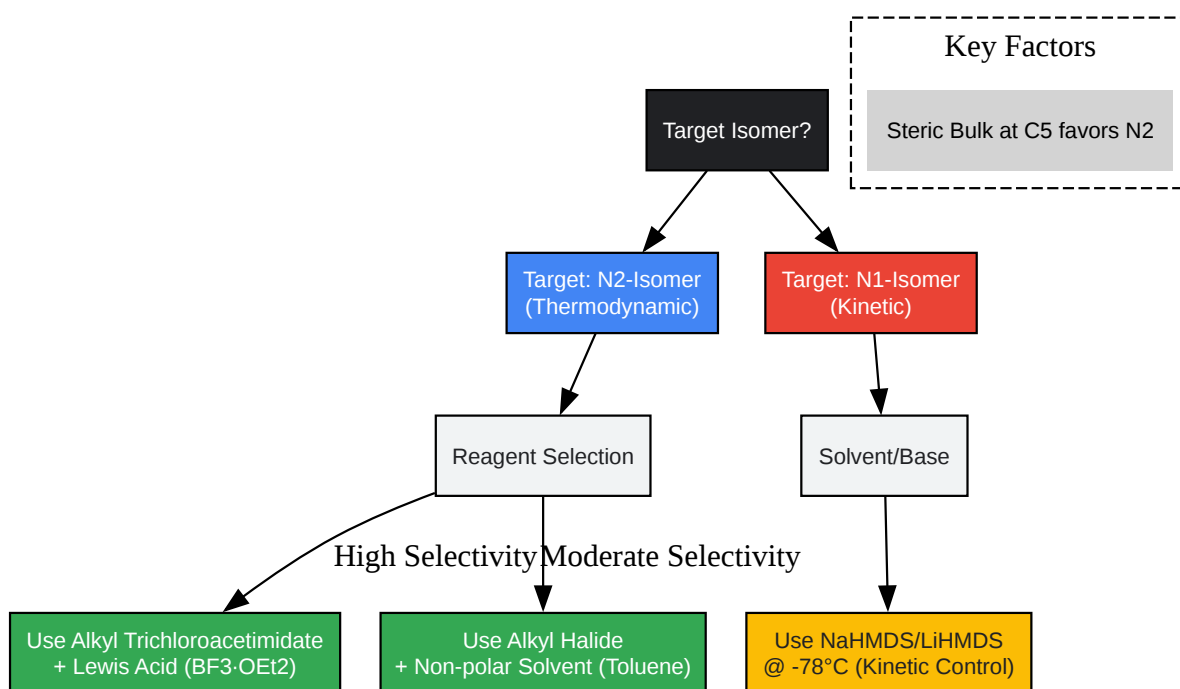 Key Factors
Target Isomer?
Steric Bulk at C5 favors N2
Target: N2-Isomer
(Thermodynamic)
Target: N1-Isomer
(Kinetic)
Reagent Selection
Solvent/Base
High Selectivity
Moderate Selectivity
Use Alkyl Trichloroacetimidate
+ Lewis Acid (BF3·OEt2)
Use Alkyl Halide
+ Non-polar Solvent (Toluene)
Use NaHMDS/LiHMDS
@ -78°C (Kinetic Control)